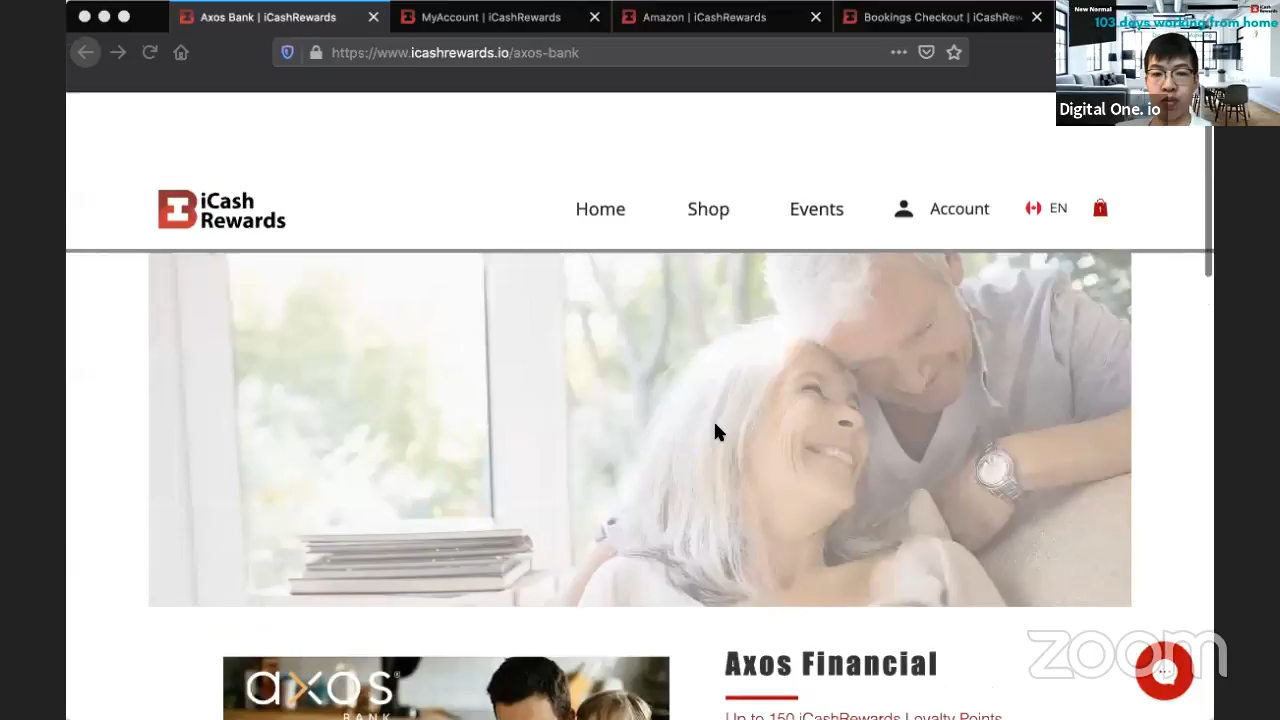 Axos Bank | iCashRewards
MyAccount | iCashRewards
Amazon | iCashRewards
Bookings Checkout | iCashRew
https://www.icashrewards.io/axos-bank
New Normal
103 days working from home
Digital One. io
iCash
Rewards
Home
Shop
Events
Account
EN
1
axos
BANK
Axos Financial
Up to 150 iCashRewards Loyalty Points
zoom